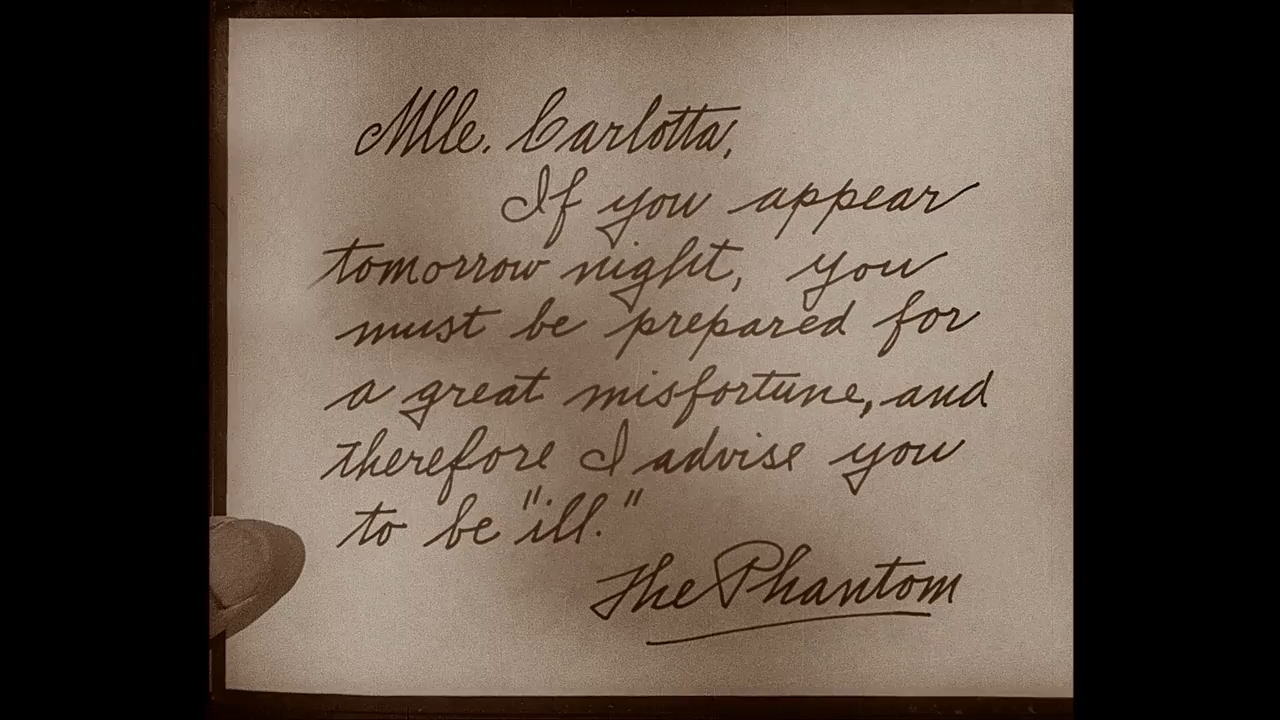 Mlle. Carlotta,
If you appear
tomorrow night, you
must be prepared for
a great misfortune, and
therefore I advise you
to be "ill."
The Phantom